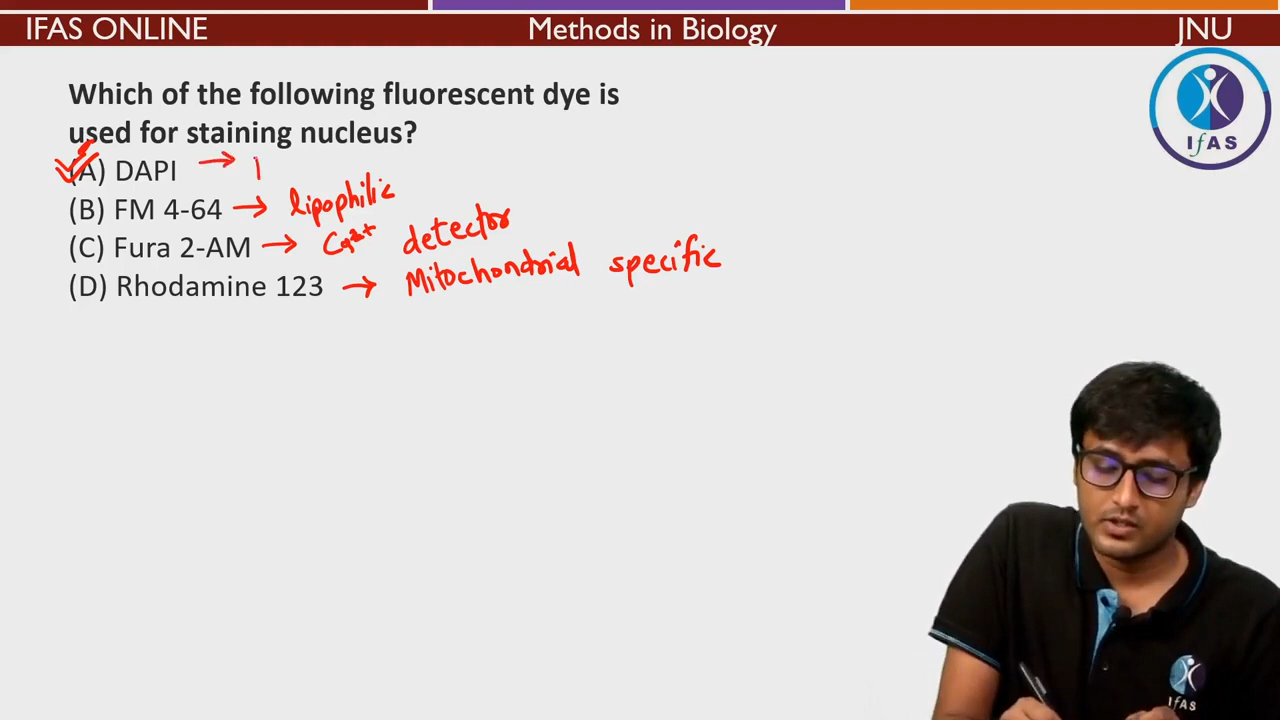 IFAS ONLINE Methods in Biology JNU
IfAS
Which of the following fluorescent dye is
used for staining nucleus?
(A) DAPI →
(B) FM 4-64 → lipophilic
(C) Fura 2-AM → Ca2+ detector
(D) Rhodamine 123 → Mitochondrial specific
IfAS